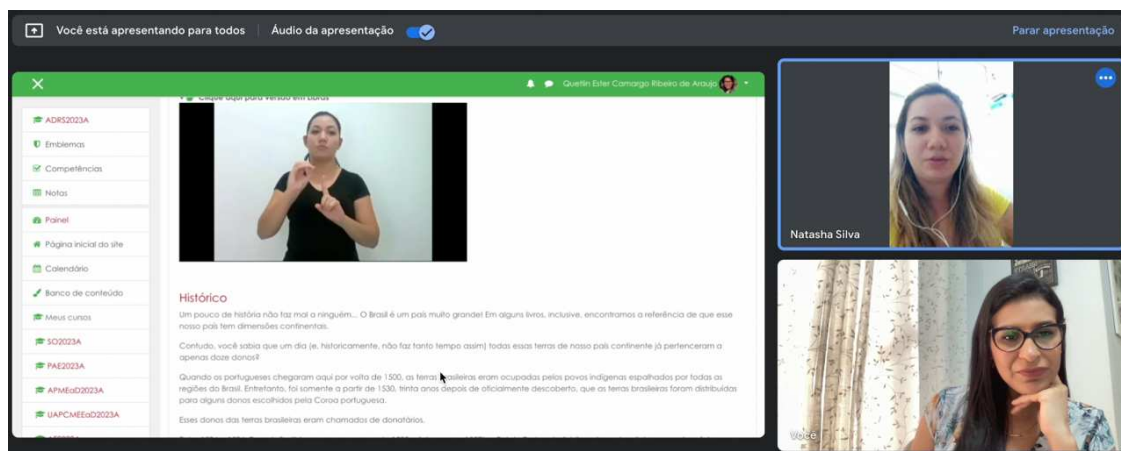 Você está apresentando para todos
Áudio da apresentação
Parar apresentação
Quetlin Ester Camargo Ribeiro de Araujo
Clique aqui para versão em Libras
ADRS2023A
Emblemas
Competências
Notas
Painel
Página inicial do site
Calendário
Banco de conteúdo
Meus cursos
SO2023A
PAE2023A
APMEaD2023A
UAPCMEEaD2023A
Histórico
Um pouco de história não faz mal a ninguém... O Brasil é um país muito grande! Em alguns livros, inclusive, encontramos a referência de que esse
nosso país tem dimensões continentais.
Contudo, você sabia que um dia (e, historicamente, não faz tanto tempo assim) todas essas terras de nosso país continente já pertenceram a
apenas doze donos?
Quando os portugueses chegaram aqui por volta de 1500, as terras brasileiras eram ocupadas pelos povos indígenas espalhados por todas as
regiões do Brasil. Entretanto, foi somente a partir de 1530, trinta anos depois de oficialmente descoberto, que as terras brasileiras foram distribuídas
para alguns donos escolhidos pela Coroa portuguesa.
Esses donos das terras brasileiras eram chamados de donatários.
Natasha Silva
Você